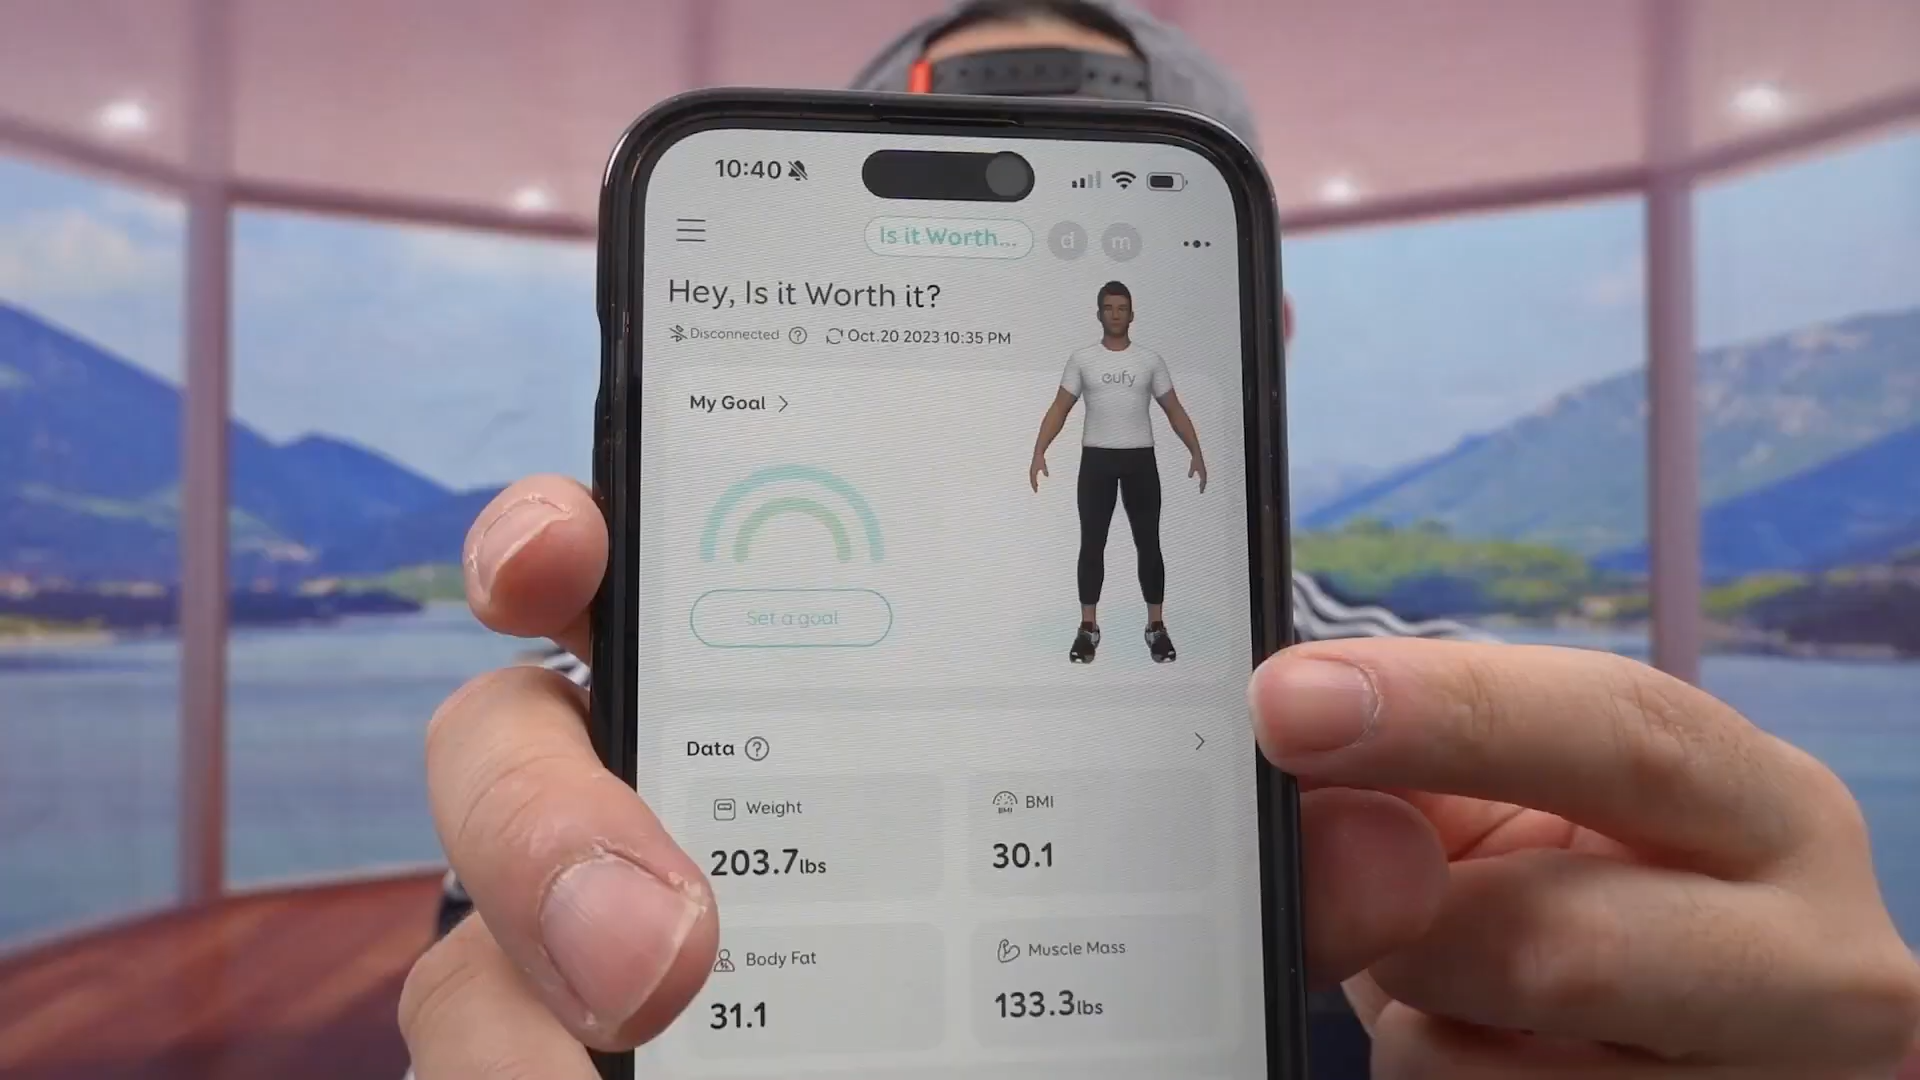 10:40
Is it Worth... d m
Hey, Is it Worth it?
Disconnected ? Oct.20 2023 10:35 PM
eufy
My Goal >
Set a goal
Data ? >
Weight
203.7lbs
BMI
BMI
30.1
Body Fat
31.1
Muscle Mass
133.3lbs